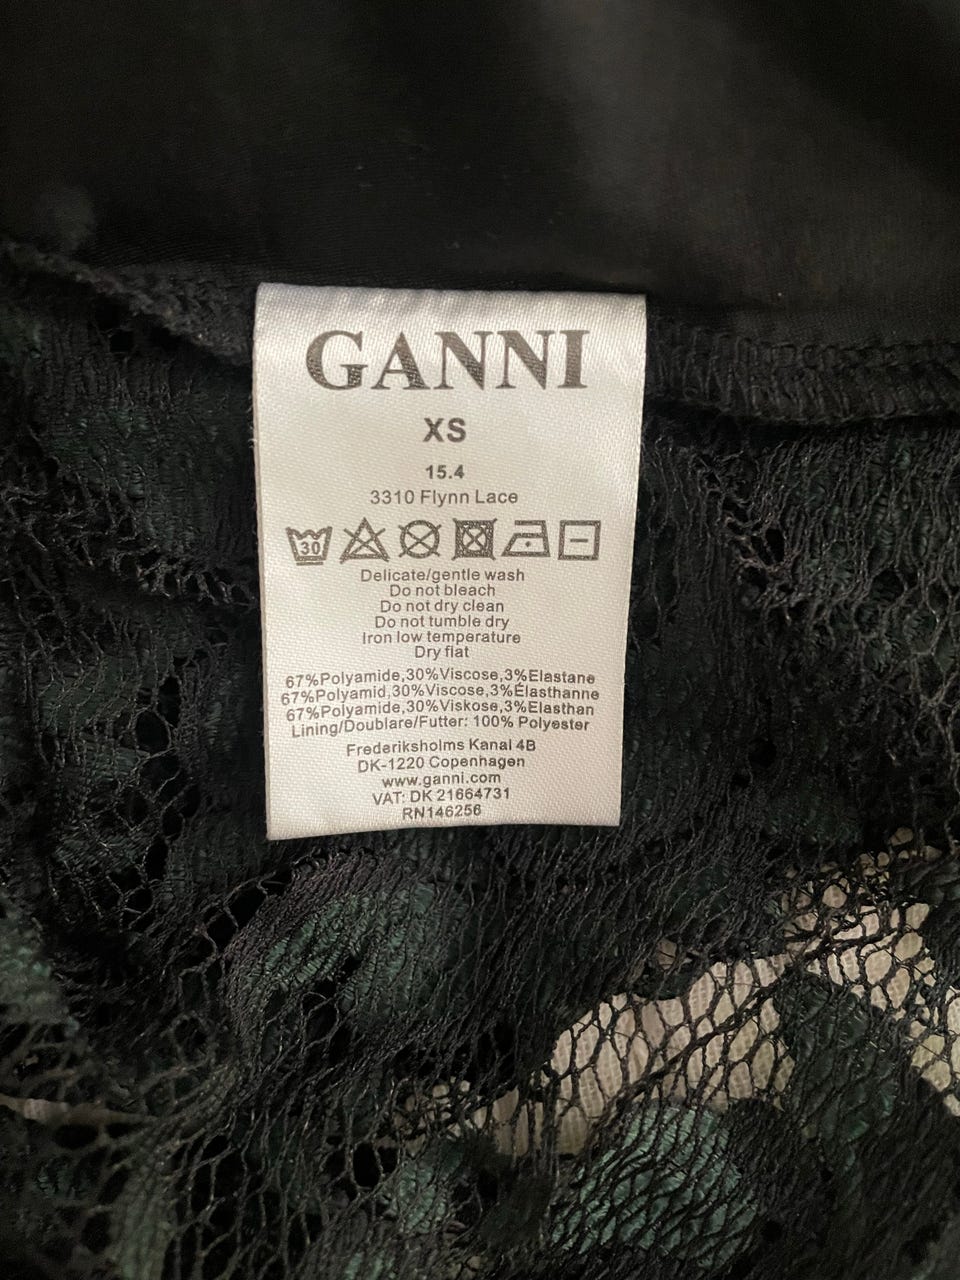 GANNI
XS
15.4
3310 Flynn Lace
30
Delicate/gentle wash
Do not bleach
Do not dry clean
Do not tumble dry
Iron low temperature
Dry flat
67%Polyamide,30%Viscose,3%Elastane
67%Polyamid,30%Viscose,3%Élasthanne
67%Polyamid,30%Viskose,3%Elasthan
Lining/Doublare/Futter: 100% Polyester
Frederiksholms Kanal 4B
DK-1220 Copenhagen
www.ganni.com
VAT: DK 21664731
RN146256